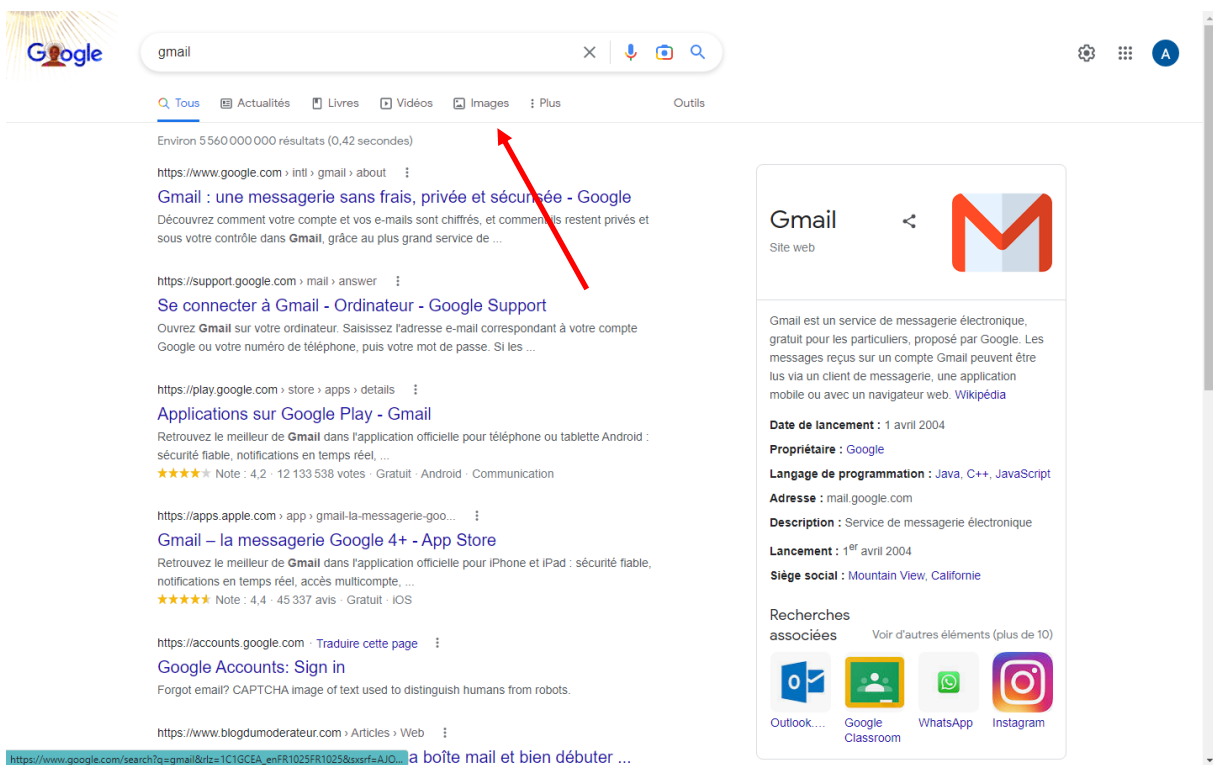 Google
gmail
A
Tous
Actualités
Livres
Vidéos
Images
Plus
Outils
Environ 5 560 000 000 résultats (0,42 secondes)
https://www.google.com › intl › gmail › about
Gmail : une messagerie sans frais, privée et sécurisée - Google
Découvrez comment votre compte et vos e-mails sont chiffrés, et comment ils restent privés et
sous votre contrôle dans Gmail, grâce au plus grand service de ...
https://support.google.com › mail › answer
Se connecter à Gmail - Ordinateur - Google Support
Ouvrez Gmail sur votre ordinateur. Saisissez l'adresse e-mail correspondant à votre compte
Google ou votre numéro de téléphone, puis votre mot de passe. Si les ...
https://play.google.com › store › apps › details
Applications sur Google Play - Gmail
Retrouvez le meilleur de Gmail dans l'application officielle pour téléphone ou tablette Android :
sécurité fiable, notifications en temps réel, ...
Note : 4,2 · 12 133 538 votes · Gratuit · Android · Communication
https://apps.apple.com › app › gmail-la-messagerie-goo...
Gmail – la messagerie Google 4+ - App Store
Retrouvez le meilleur de Gmail dans l'application officielle pour iPhone et iPad : sécurité fiable,
notifications en temps réel, accès multicompte, ...
Note : 4,4 · 45 337 avis · Gratuit · iOS
https://accounts.google.com · Traduire cette page
Google Accounts: Sign in
Forgot email? CAPTCHA image of text used to distinguish humans from robots.
https://www.blogdumoderateur.com › Articles › Web
a boîte mail et bien débuter ...
https://www.google.com/search?q=gmail&rlz=1C1GCEA_enFR1025FR1025&sxsrf=AJO...
Gmail
Site web
Gmail est un service de messagerie électronique,
gratuit pour les particuliers, proposé par Google. Les
messages reçus sur un compte Gmail peuvent être
lus via un client de messagerie, une application
mobile ou avec un navigateur web. Wikipédia
Date de lancement : 1 avril 2004
Propriétaire : Google
Langage de programmation : Java, C++, JavaScript
Adresse : mail.google.com
Description : Service de messagerie électronique
Lancement : 1er avril 2004
Siège social : Mountain View, Californie
Recherches
associées
Voir d'autres éléments (plus de 10)
Outlook....
Google
Classroom
WhatsApp
Instagram